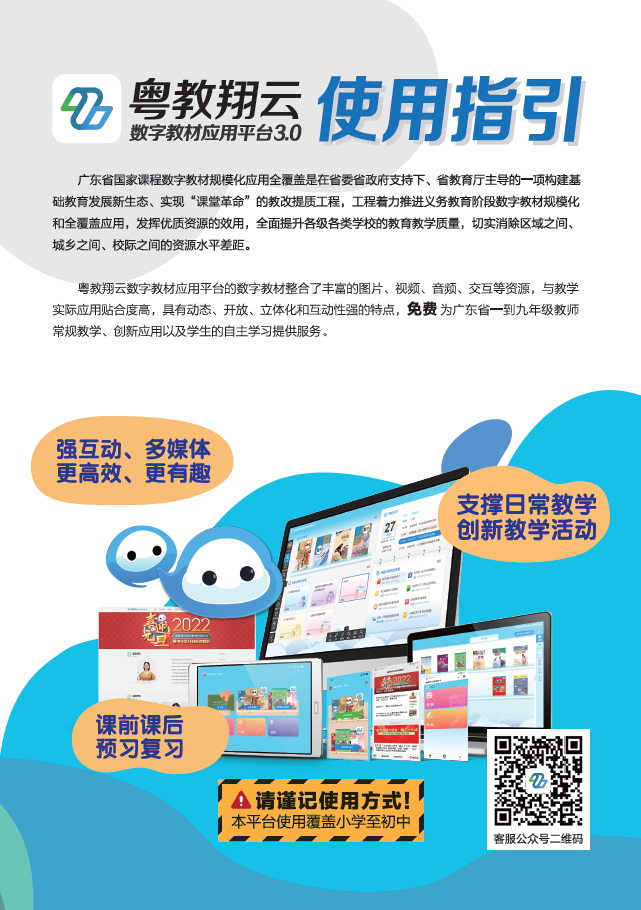 粤教翔云
数字教材应用平台3.0
使用指引
广东省国家课程数字教材规模化应用全覆盖是在省委省政府支持下、省教育厅主导的一项构建基
础教育发展新生态、实现“课堂革命”的教改提质工程，工程着力推进义务教育阶段数字教材规模化
和全覆盖应用，发挥优质资源的效用，全面提升各级各类学校的教育教学质量，切实消除区域之间、
城乡之间、校际之间的资源水平差距。
粤教翔云数字教材应用平台的数字教材整合了丰富的图片、视频、音频、交互等资源，与教学
实际应用贴合度高，具有动态、开放、立体化和互动性强的特点，免费 为广东省一到九年级教师
常规教学、创新应用以及学生的自主学习提供服务。
强互动、多媒体
更高效、更有趣
支撑日常教学
创新教学活动
27
2022
2022
课前课后
预习复习
请谨记使用方式！
本平台使用覆盖小学至初中
客服公众号二维码